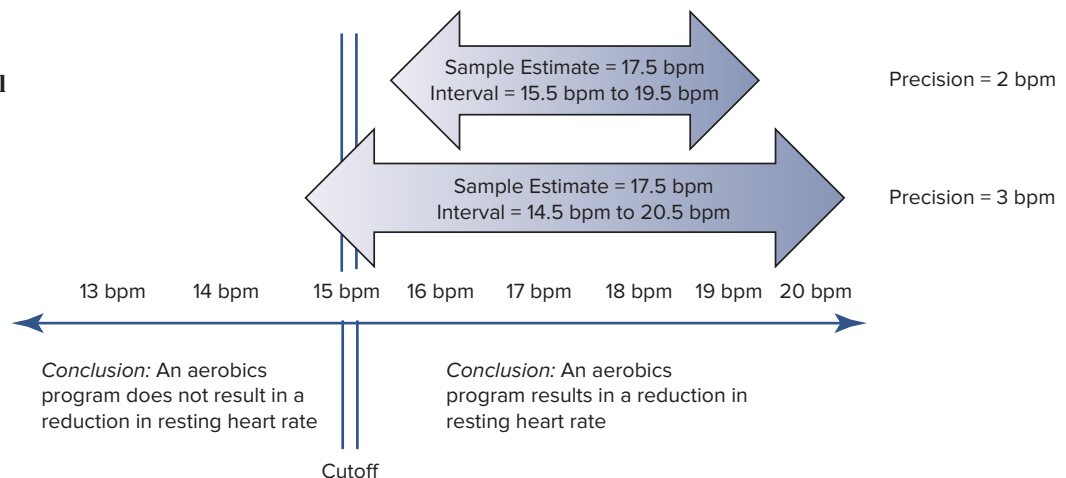 l
Sample Estimate = 17.5 bpm
Interval = 15.5 bpm to 19.5 bpm
Precision = 2 bpm
Sample Estimate = 17.5 bpm
Interval = 14.5 bpm to 20.5 bpm
Precision = 3 bpm
13 bpm 14 bpm 15 bpm 16 bpm 17 bpm 18 bpm 19 bpm 20 bpm
Conclusion: An aerobics
program does not result in a
reduction in resting heart rate
Conclusion: An aerobics
program results in a reduction in
resting heart rate
Cutoff